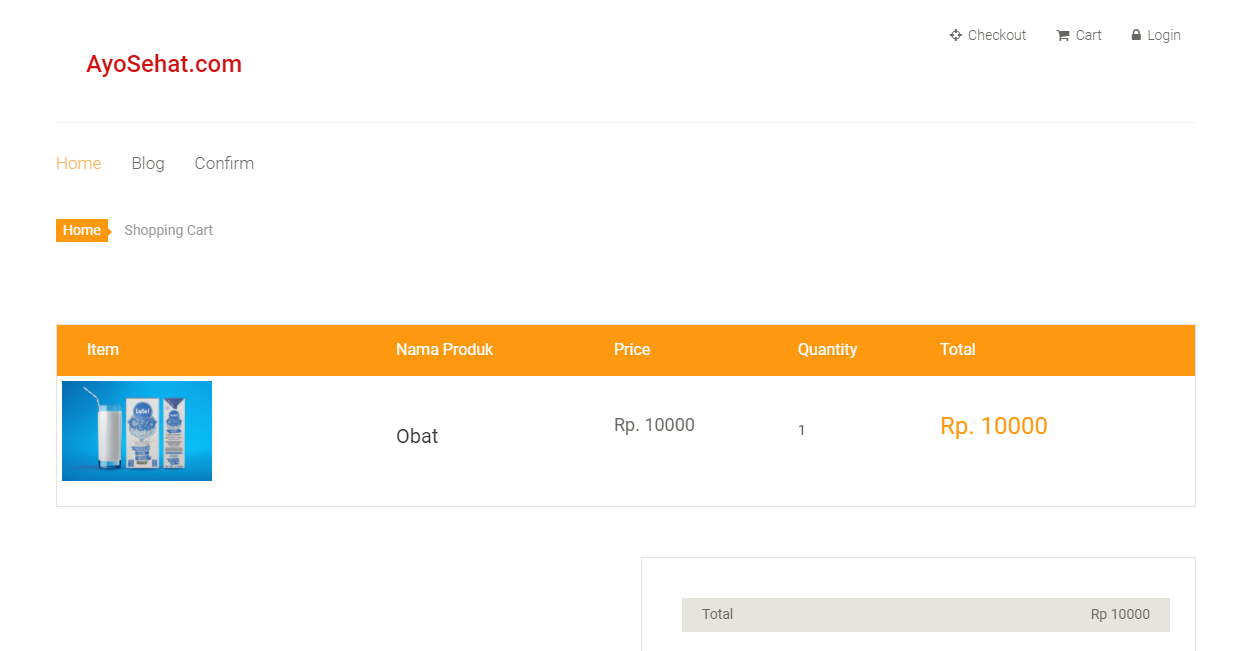 Checkout Cart Login
AyoSehat.com
Home Blog Confirm
Home Shopping Cart
Item Nama Produk Price Quantity Total
Obat Rp. 10000 1 Rp. 10000
Total Rp 10000